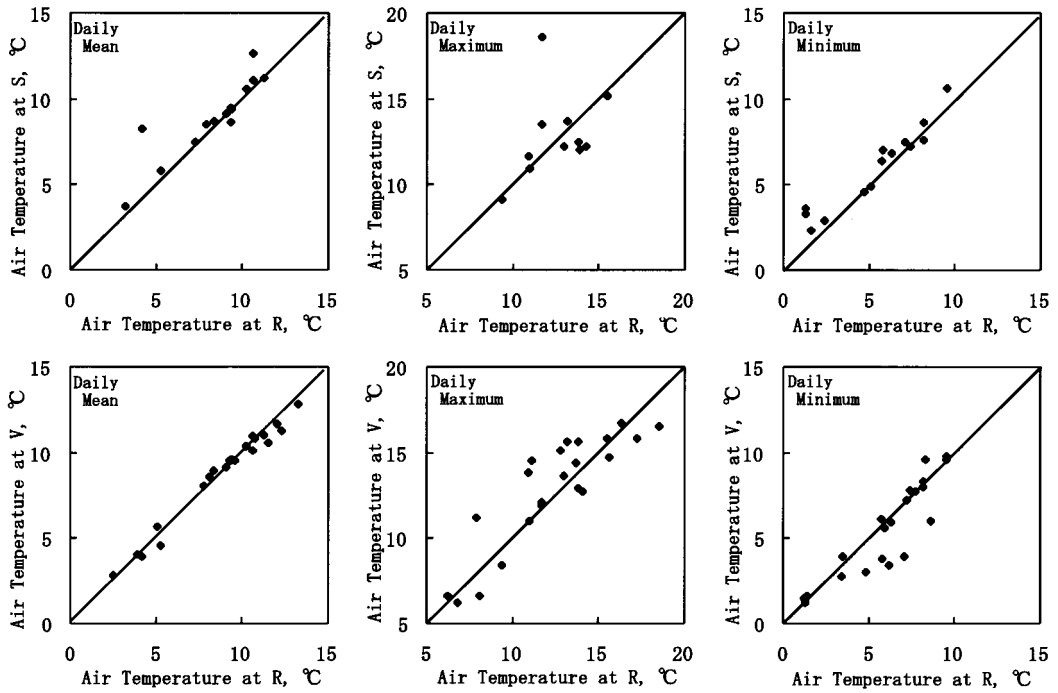 Daily
Mean
Air Temperature at S, ℃
15
10
5
0
0 5 10 15
Air Temperature at R, ℃
Daily
Maximum
Air Temperature at S, ℃
20
15
10
5
5 10 15 20
Air Temperature at R, ℃
Daily
Minimum
Air Temperature at S, ℃
15
10
5
0
0 5 10 15
Air Temperature at R, ℃
Daily
Mean
Air Temperature at V, ℃
15
10
5
0
0 5 10 15
Air Temperature at R, ℃
Daily
Maximum
Air Temperature at V, ℃
20
15
10
5
5 10 15 20
Air Temperature at R, ℃
Daily
Minimum
Air Temperature at V, ℃
15
10
5
0
0 5 10 15
Air Temperature at R, ℃